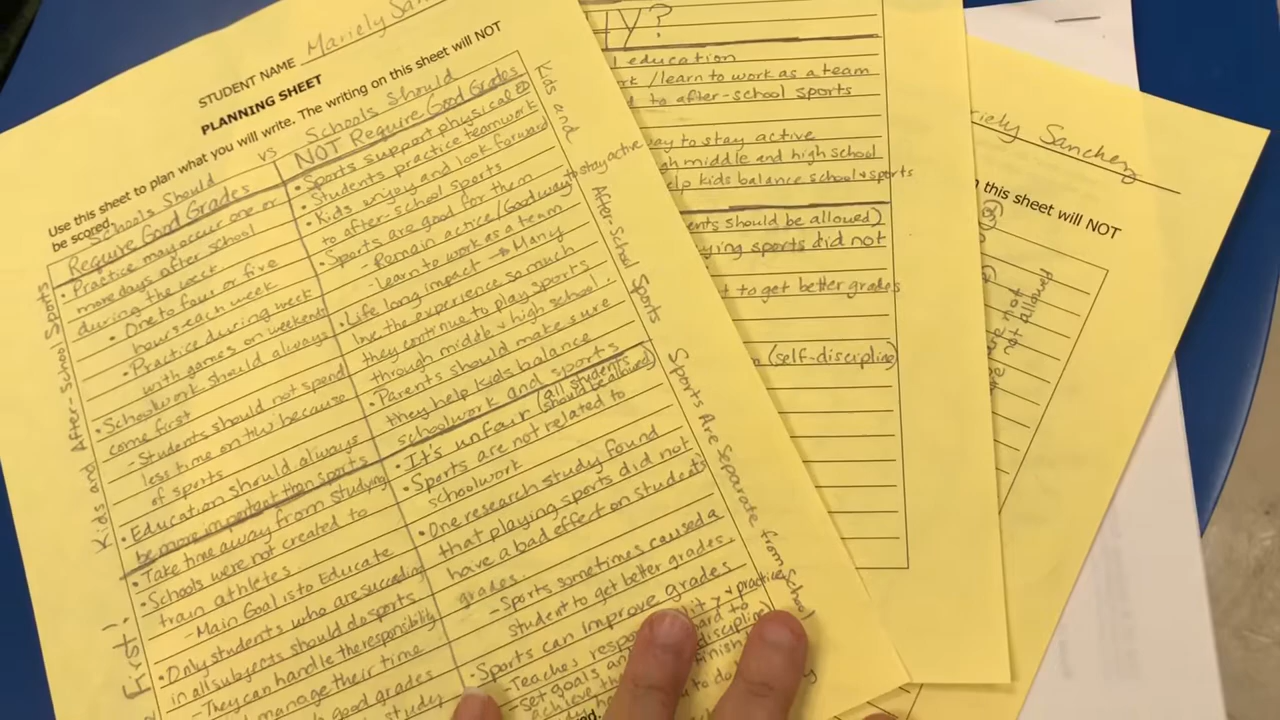 STUDENT NAME Mariely San
PLANNING SHEET
Use this sheet to plan what you will write. The writing on this sheet will NOT
be scored.
Schools Should
Require Good Grades
vs
Schools Should
NOT Require Good Grades
Kids and After-School Sports
• Practice may occur one or
more days after school
during the week
• One to four or five
hours each week
• Practice during week
with games on weekends
• Schoolwork should always
come first
- Students should not spend
less time on HW because
of sports
• Education should always
be more important than sports
• Sports support physical ED
• Students practice teamwork
• Kids enjoy and look forward
to after-school sports
• Sports are good for them
- Remain active/Good way to stay active
- Learn to work as a team
• Life long impact → Many
love the experience so much
they continue to play sports
through middle & high school.
• Parents should make sure
they help kids balance
schoolwork and sports
Kids and
After School Sports
First!
• Take time away from studying
• Schools were not created to
train athletes.
- Main Goal is to Educate
• Only students who are succeeding
in all subjects should do sports
- They can handle the responsibility
manage their time
good grades
study
• It's unfair (all students
should be allowed)
• Sports are not related to
schoolwork
• One research study found
that playing sports did not
have a bad effect on students'
grades.
- Sports sometimes caused a
student to get better grades.
• Sports can improve grades
- Teaches
& practice
- Set goals
hard to
achieve
discipline)
finish
to do
Sports Are Separate from School
TY?
l education
/learn to work as a team
to after-school sports
way to stay active
middle and high school
help kids balance school & sports
ents should be allowed)
ying sports did not
t to get better grades
(self-discipline)
riely Sanchez
this sheet will NOT
not
allowed